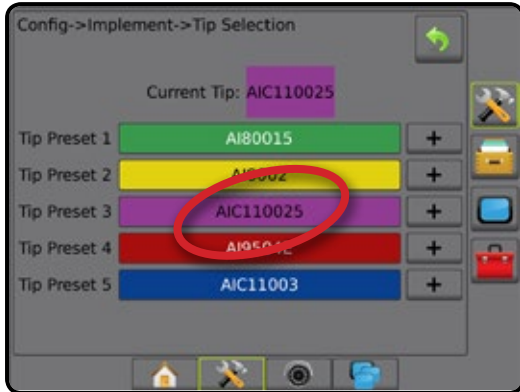 Config->Implement->Tip Selection
Current Tip: AIC110025
Tip Preset 1 AI80015 +
Tip Preset 2 +
Tip Preset 3 AIC110025 +
Tip Preset 4 +
Tip Preset 5 AIC11003 +